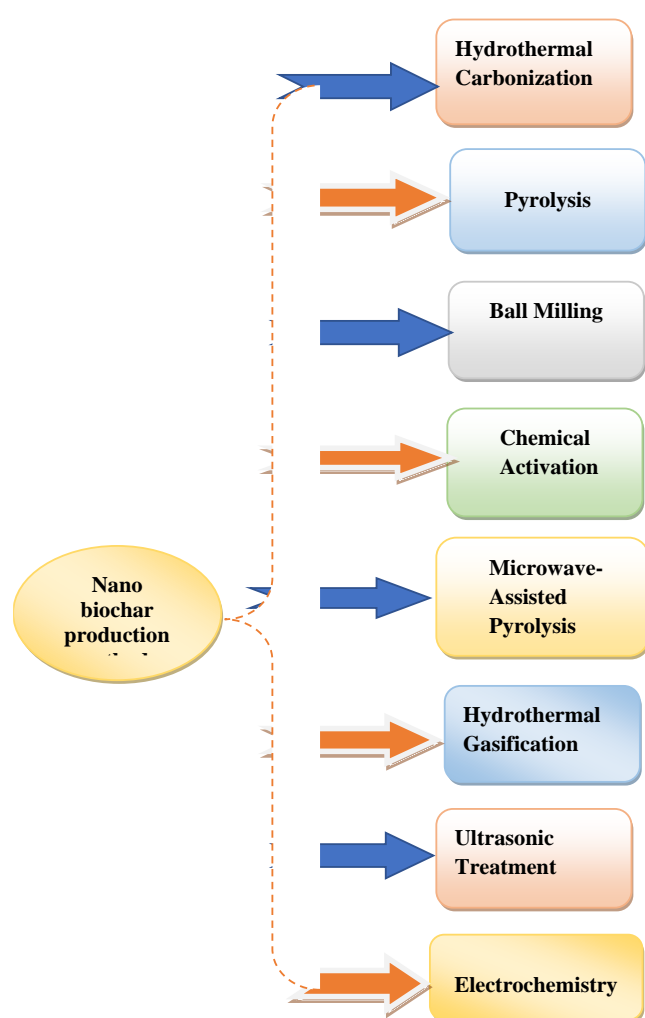 Hydrothermal
Carbonization
Pyrolysis
Ball Milling
Chemical
Activation
Nano
biochar
production
Microwave-
Assisted
Pyrolysis
Hydrothermal
Gasification
Ultrasonic
Treatment
Electrochemistry